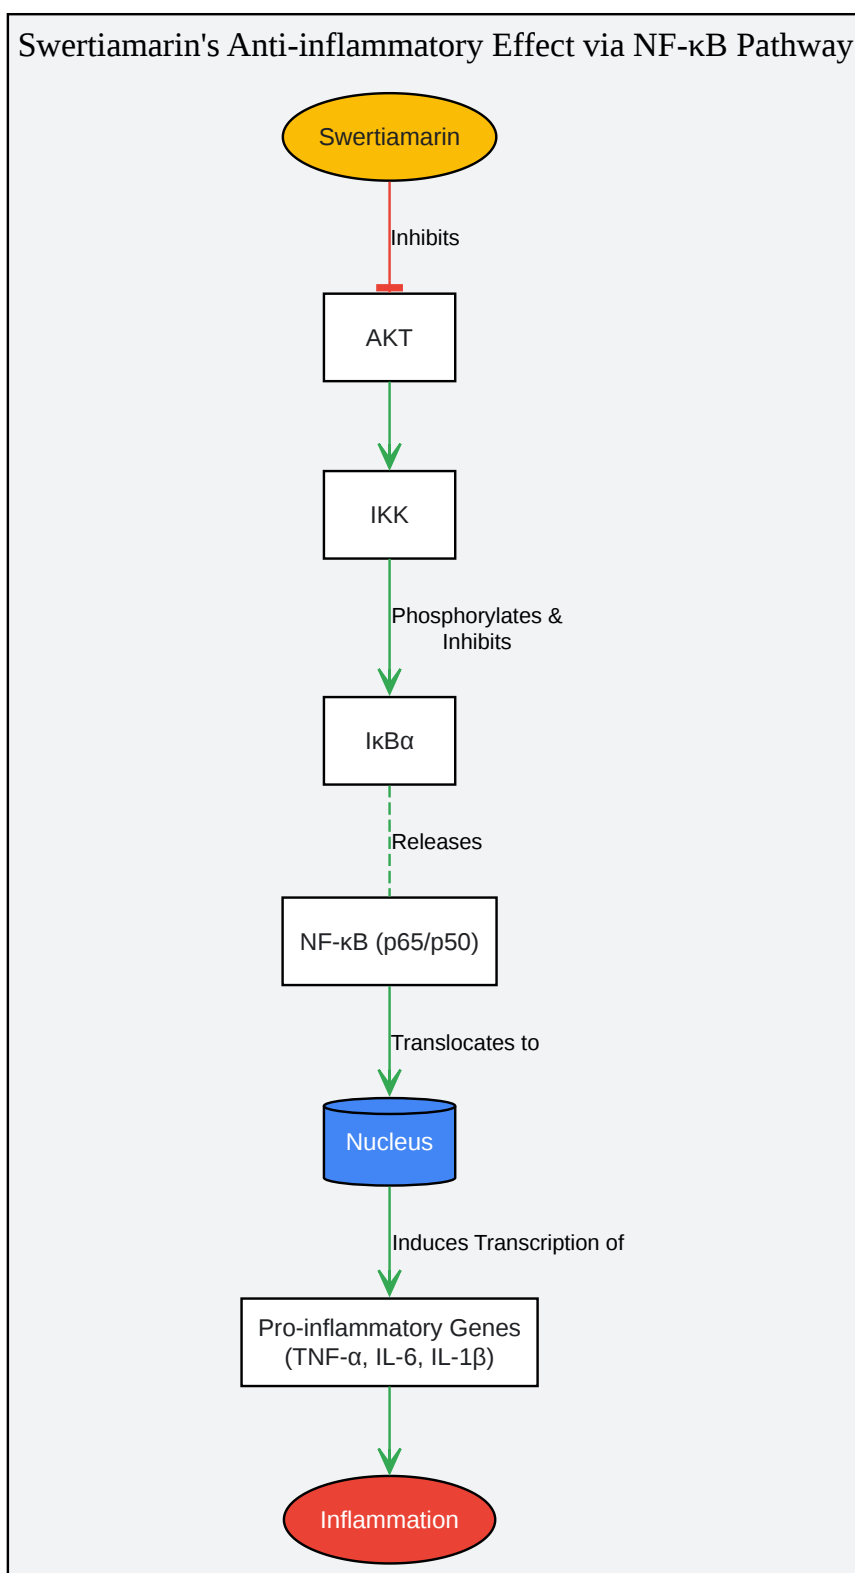 Swertiamarin's Anti-inflammatory Effect via NF-κB Pathway
Swertiamarin
Inhibits
AKT
IKK
Phosphorylates &
Inhibits
IκBα
Releases
NF-κB (p65/p50)
Translocates to
Nucleus
Induces Transcription of
Pro-inflammatory Genes
(TNF-α, IL-6, IL-1β)
Inflammation